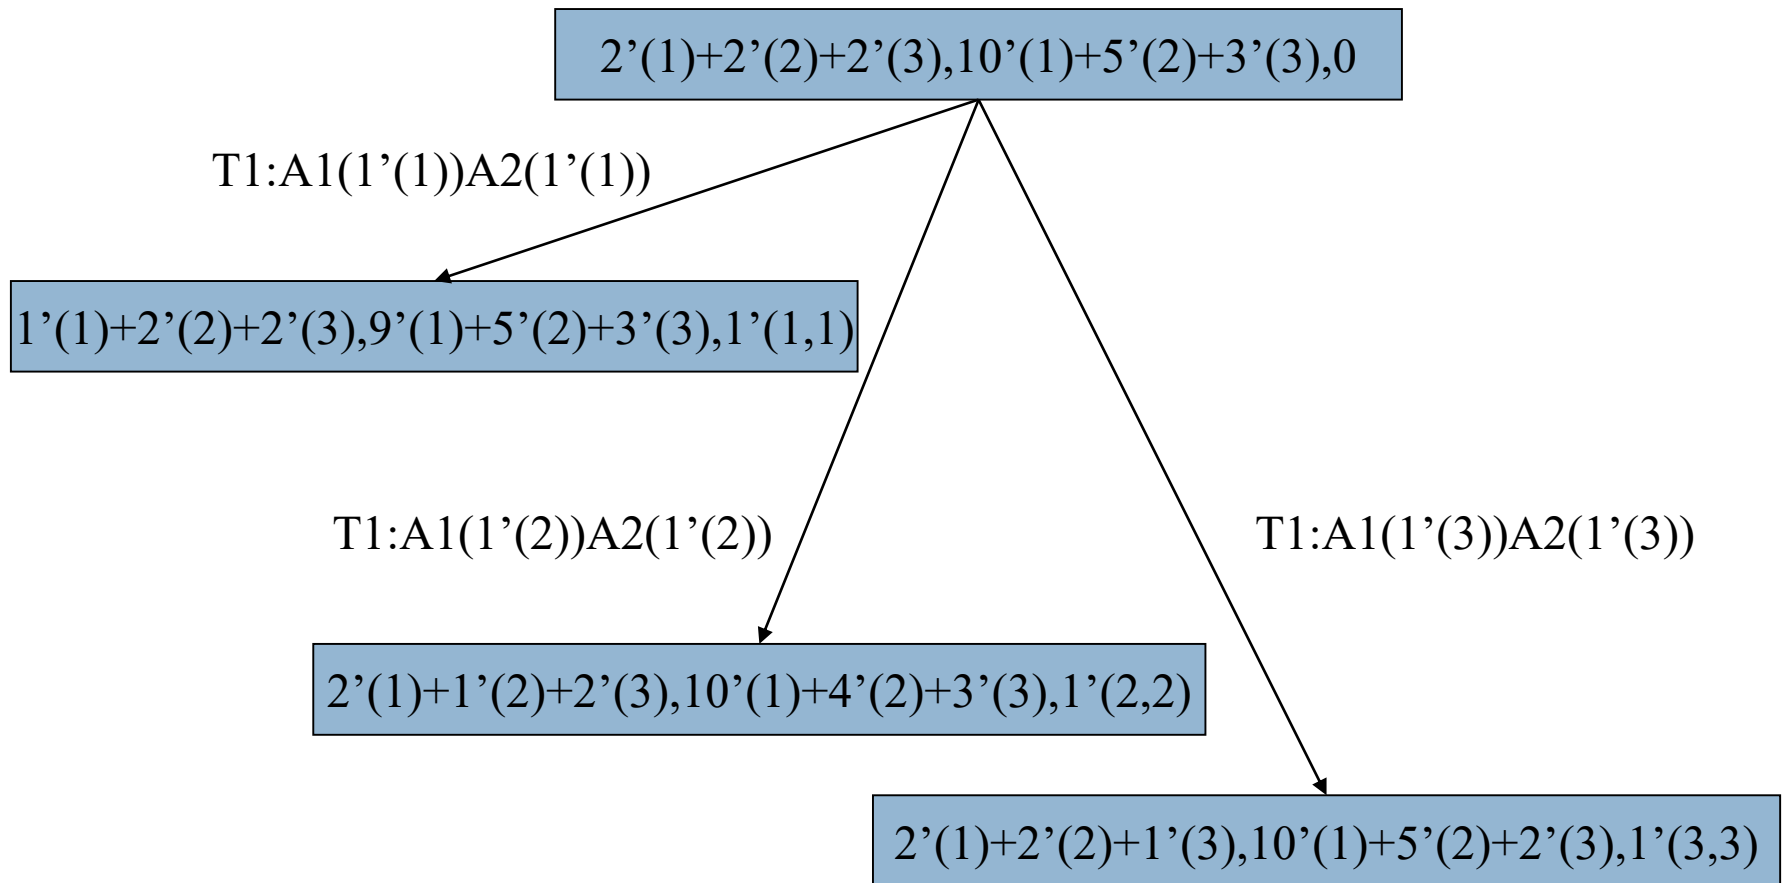 2’(1)+2’(2)+2’(3),10’(1)+5’(2)+3’(3),0
T1:A1(1’(1))A2(1’(1))
1’(1)+2’(2)+2’(3),9’(1)+5’(2)+3’(3),1’(1,1)
T1:A1(1’(2))A2(1’(2))
T1:A1(1’(3))A2(1’(3))
2’(1)+1’(2)+2’(3),10’(1)+4’(2)+3’(3),1’(2,2)
2’(1)+2’(2)+1’(3),10’(1)+5’(2)+2’(3),1’(3,3)